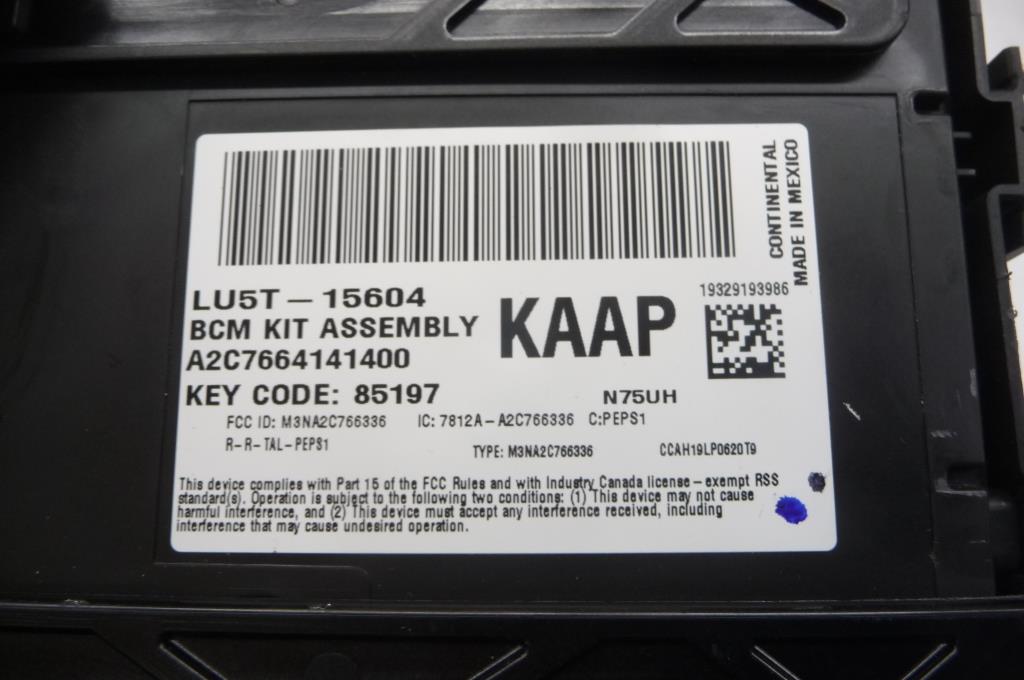 CONTINENTAL
MADE IN MEXICO
LU5T-15604
BCM KIT ASSEMBLY
A2C7664141400
KEY CODE: 85197
KAAP
19329193986
N75UH
FCC ID: M3NA2C766336 IC: 7812A-A2C766336 C:PEPS1
R-R-TAL-PEPS1
TYPE: M3NA2C766336
CCAH19LP0620T9
This device complies with Part 15 of the FCC Rules and with Industry Canada license-exempt RSS
standard(s). Operation is subject to the following two conditions: (1) This device may not cause
harmful interference, and (2) This device must accept any interference received, including
interference that may cause undesired operation.